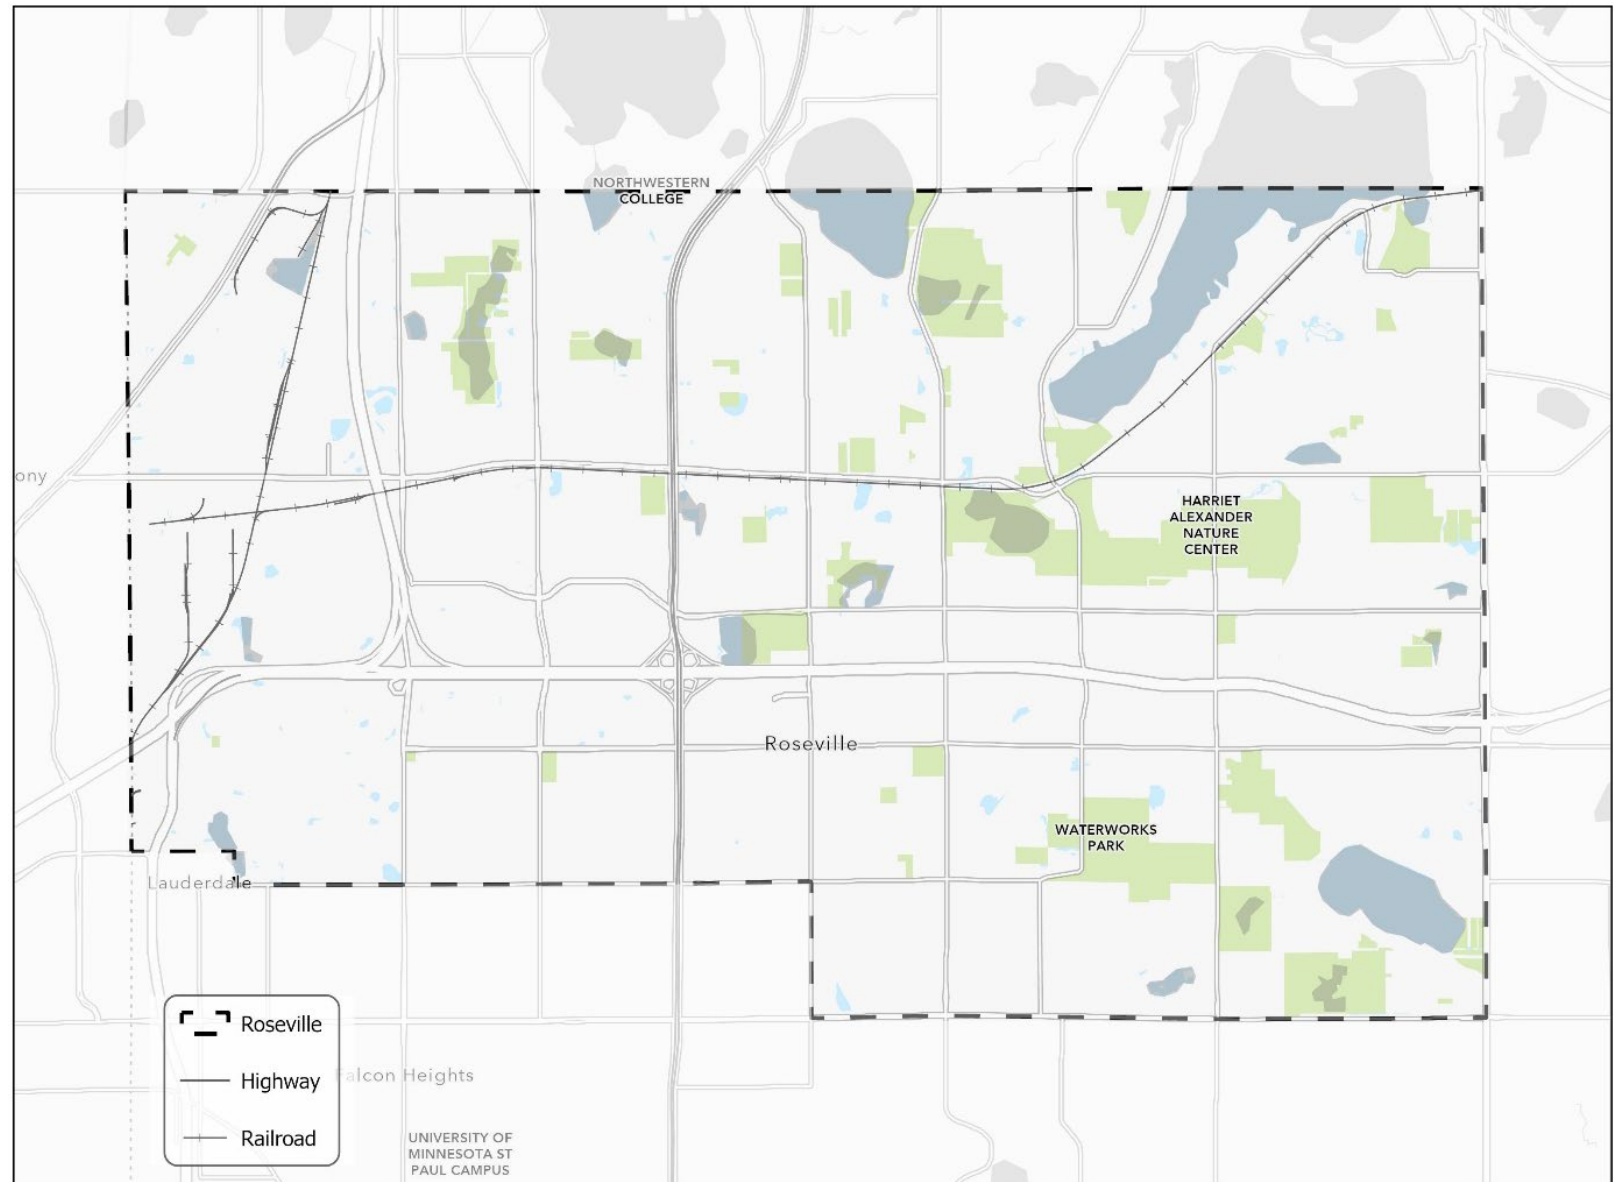 NORTHWESTERN
COLLEGE
ony
HARRIET
ALEXANDER
NATURE
CENTER
Roseville
WATERWORKS
PARK
Lauderdale
Roseville
Highway
Railroad
Falcon Heights
UNIVERSITY OF
MINNESOTA ST
PAUL CAMPUS